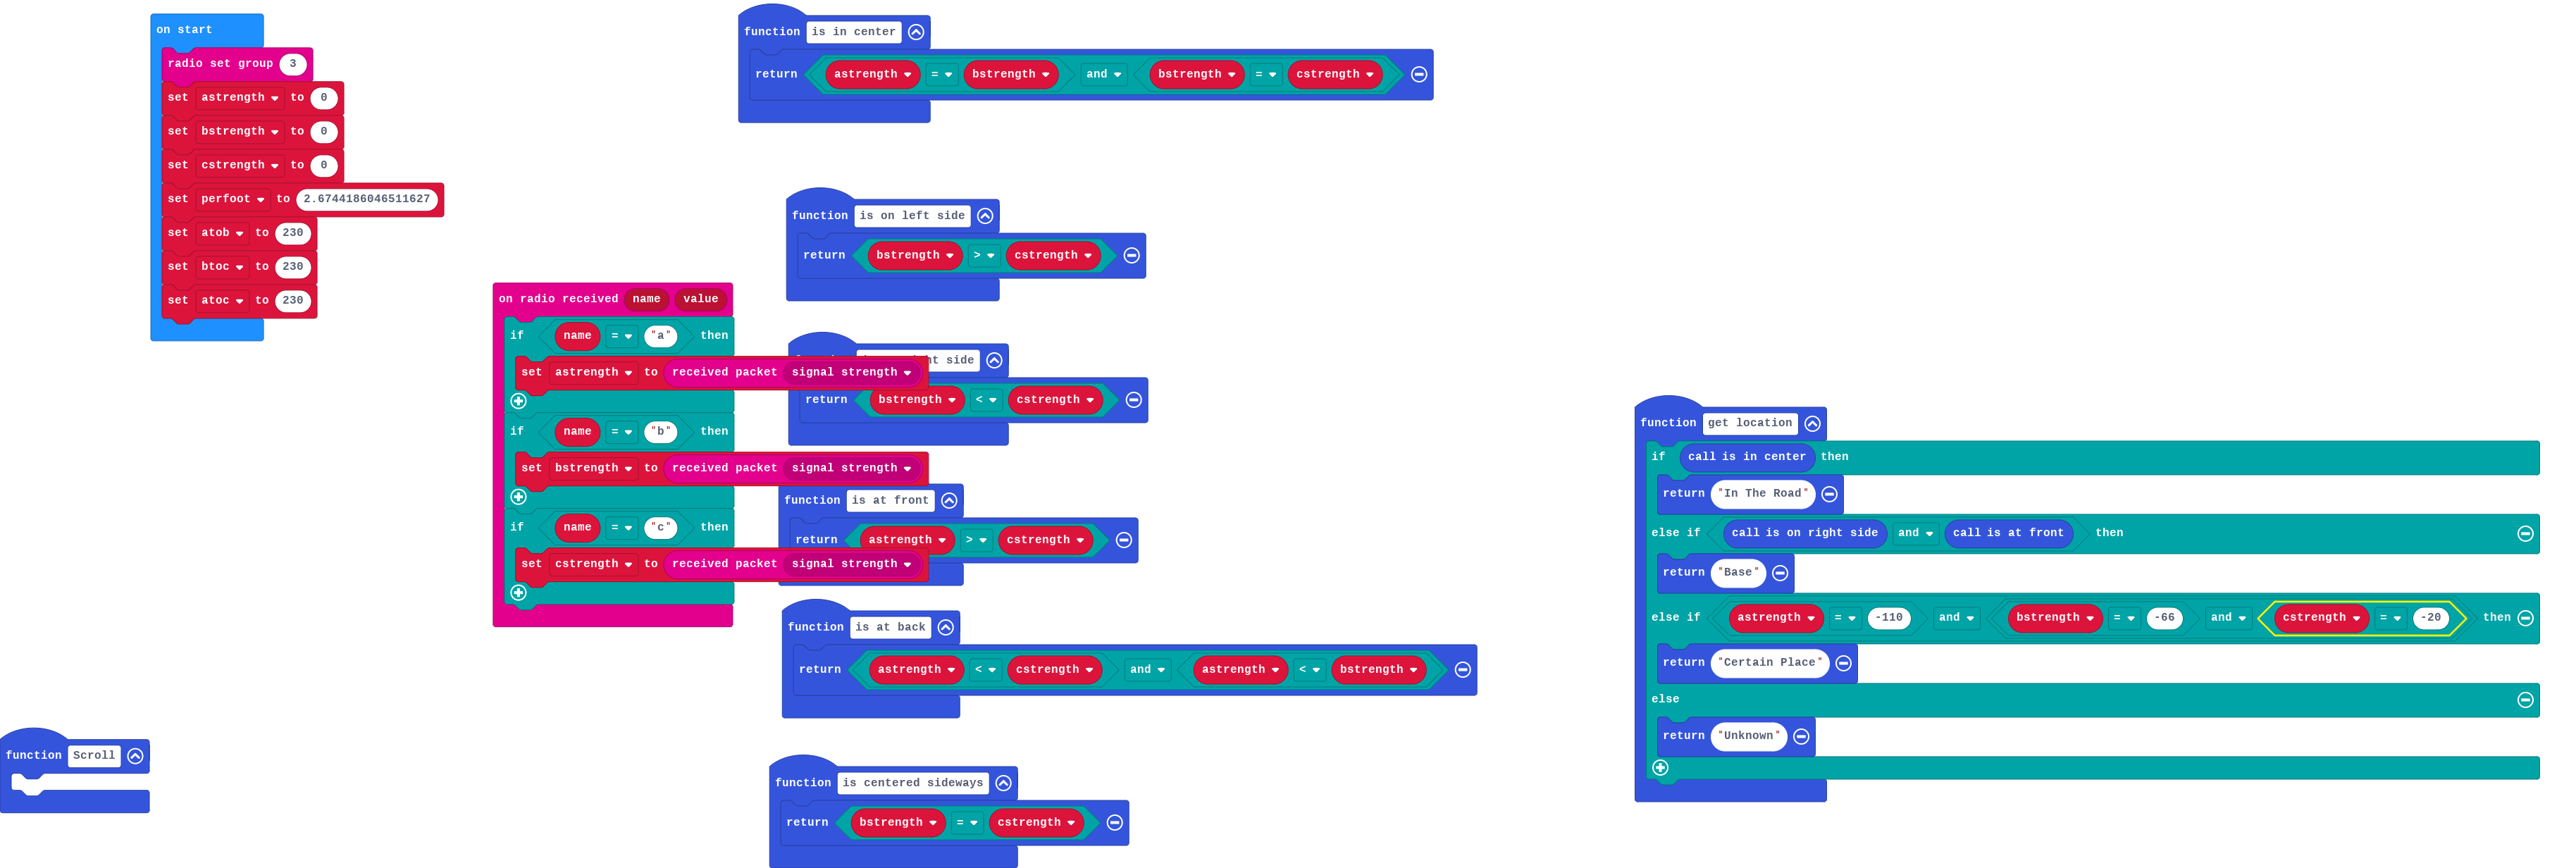 on start
radio set group 3
set astrength to 0
set bstrength to 0
set cstrength to 0
set perfoot to 2.6744186046511627
set atob to 230
set btoc to 230
set atoc to 230
on radio received name value
if name = "a" then
set astrength to received packet signal strength
if name = "b" then
set bstrength to received packet signal strength
if name = "c" then
set cstrength to received packet signal strength
function Scroll
function is in center
return astrength = bstrength and bstrength = cstrength
function is on left side
return bstrength > cstrength
side
return bstrength < cstrength
function is at front
return astrength > cstrength
function is at back
return astrength < cstrength and astrength < bstrength
function is centered sideways
return bstrength = cstrength
function get location
if call is in center then
return "In The Road"
else if call is on right side and call is at front then
return "Base"
else if astrength = -110 and bstrength = -66 and cstrength = -20 then
return "Certain Place"
else
return "Unknown"